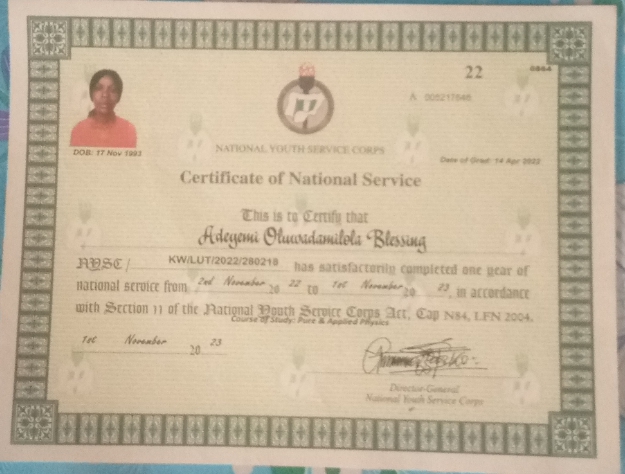 22
0964
A 005217646
DOB: 17 Nov 1993
NATIONAL YOUTH SERVICE CORPS
Date of Grad: 14 Apr 2022
Certificate of National Service
This is to Certify that
Adeyemi Oluwadamilola Blessing
NYSC/ KW/LUT/2022/280218 has satisfactorily completed one year of
national service from 2nd November 20 22 to 1st November 20 23, in accordance
with Section 11 of the National Youth Service Corps Act, Cap N84, LFN 2004.
Course of Study: Pure & Applied Physics
1st November 20 23
Director-General
National Youth Service Corps